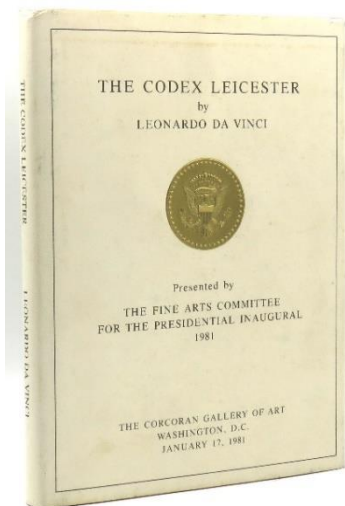 THE CODEX LEICESTER
by
LEONARDO DA VINCI
Presented by
THE FINE ARTS COMMITTEE
FOR THE PRESIDENTIAL INAUGURAL
1981
THE CORCORAN GALLERY OF ART
WASHINGTON, D.C.
JANUARY 17, 1981
THE CODEX LEICESTER LEONARDO DA VINCI